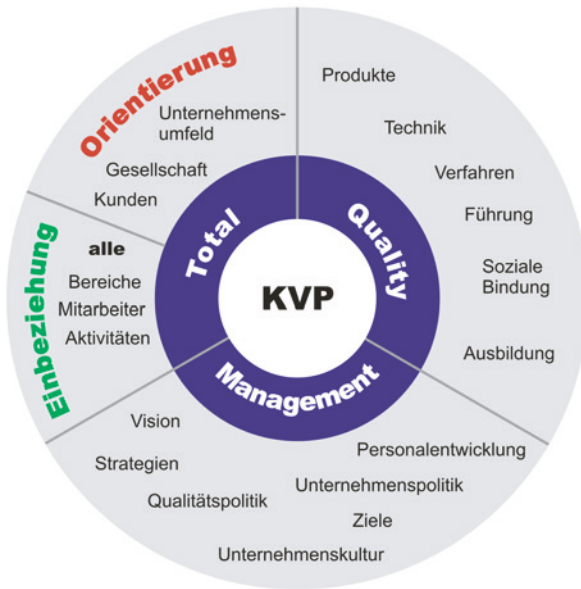 Orientierung
Unternehmens-
umfeld
Gesellschaft
Kunden
Einbeziehung
alle
Bereiche
Mitarbeiter
Aktivitäten
Total
Quality
Management
KVP
Produkte
Technik
Verfahren
Führung
Soziale
Bindung
Ausbildung
Vision
Strategien
Qualitätspolitik
Personalentwicklung
Unternehmenspolitik
Ziele
Unternehmenskultur